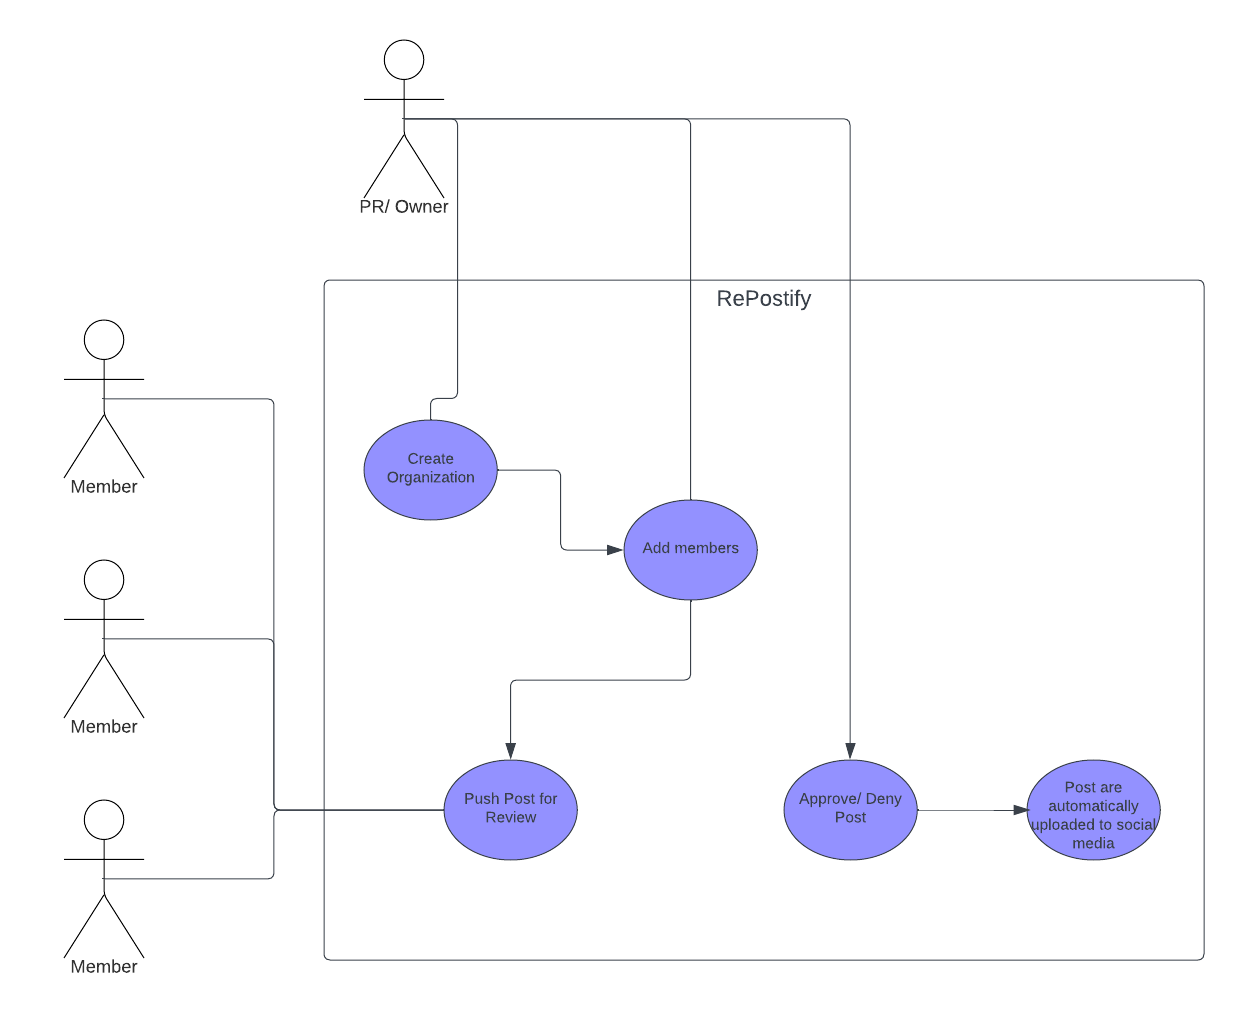 PR/ Owner
RePostify
Member
Create
Organization
Add members
Member
Push Post for
Review
Approve/ Deny
Post
Post are
automatically
uploaded to social
media
Member